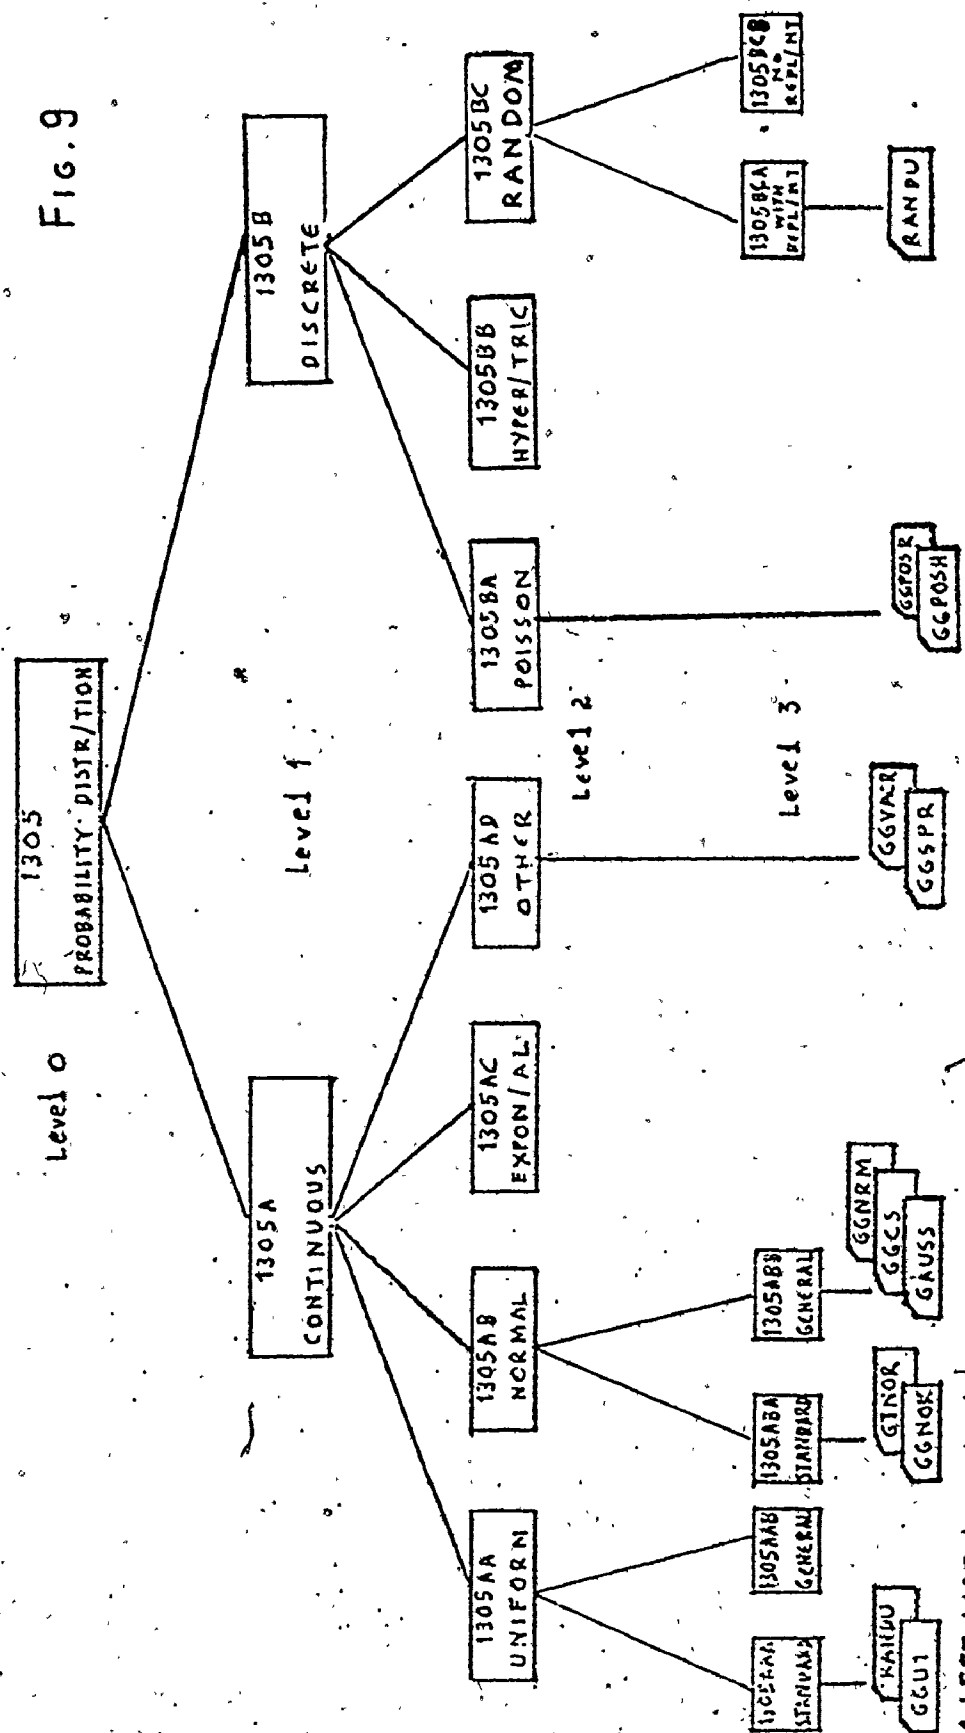 FIG. 9
Level 0
1305
PROBABILITY DISTR/TION
Level 1
1305A
CONTINUOUS
1305B
DISCRETE
Level 2
1305AA
UNIFORM
1305AB
NORMAL
1305AC
EXPON/AL
1305AD
OTHER
1305BA
POISSON
1305BB
HYPER/TRIC
1305BC
RANDOM
Level 3
STANDARD
1305AAB
GENERAL
1305ABA
STANDARD
1305ABB
GENERAL
1305BCA
WITH
REPL/NT
1305BCB
NO
REPL/NT
RANDU
GGU1
GTNOR
GGNOR
GGNRM
GGCS
GAUSS
GGVAR
GGSPR
GGPOSR
GGPOSH
RANDU